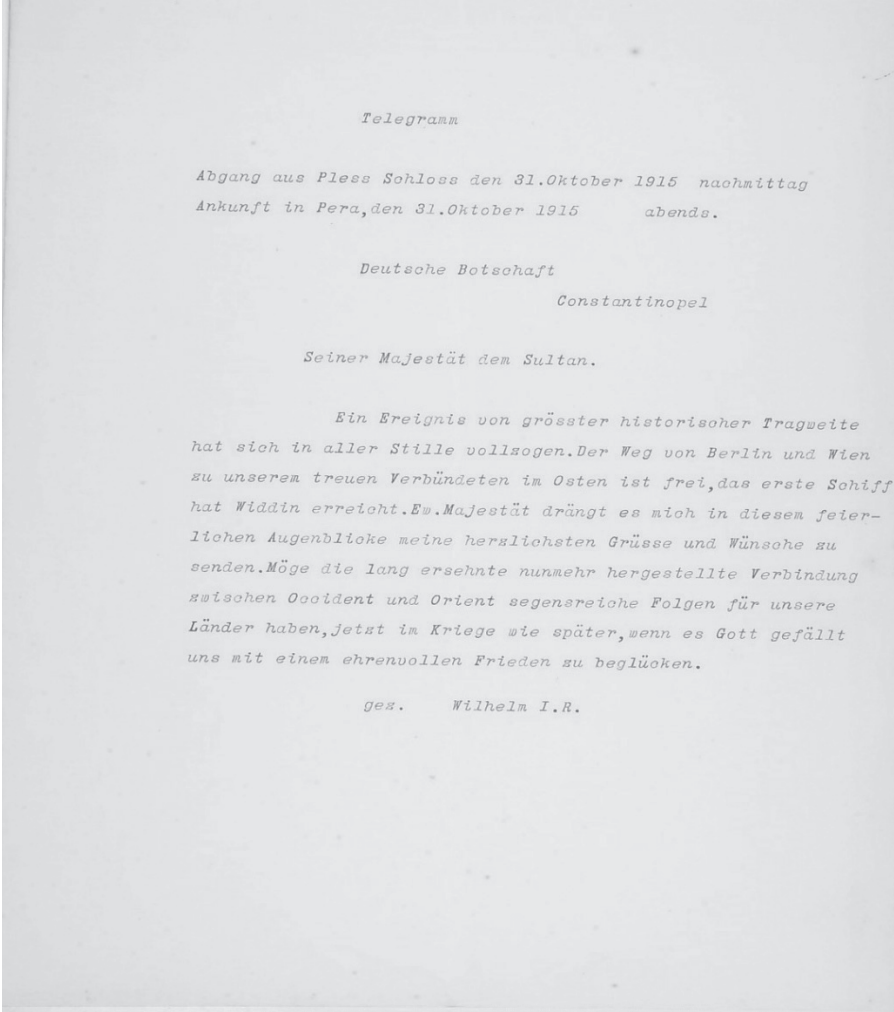 Telegramm
Abgang aus Pless Schloss den 31.Oktober 1915 nachmittag
Ankunft in Pera,den 31.Oktober 1915 abends.
Deutsche Botschaft
Constantinopel
Seiner Majestät dem Sultan.
Ein Ereignis von grösster historischer Tragweite
hat sich in aller Stille vollzogen.Der Weg von Berlin und Wien
zu unserem treuen Verbündeten im Osten ist frei,das erste Schiff
hat Widdin erreicht.Ew.Majestät drängt es mich in diesem feier-
lichen Augenblicke meine herzlichsten Grüsse und Wünsche zu
senden.Möge die lang ersehnte nunmehr hergestellte Verbindung
zwischen Occident und Orient segensreiche Folgen für unsere
Länder haben,jetzt im Kriege wie später,wenn es Gott gefällt
uns mit einem ehrenvollen Frieden zu beglücken.
gez. Wilhelm I.R.